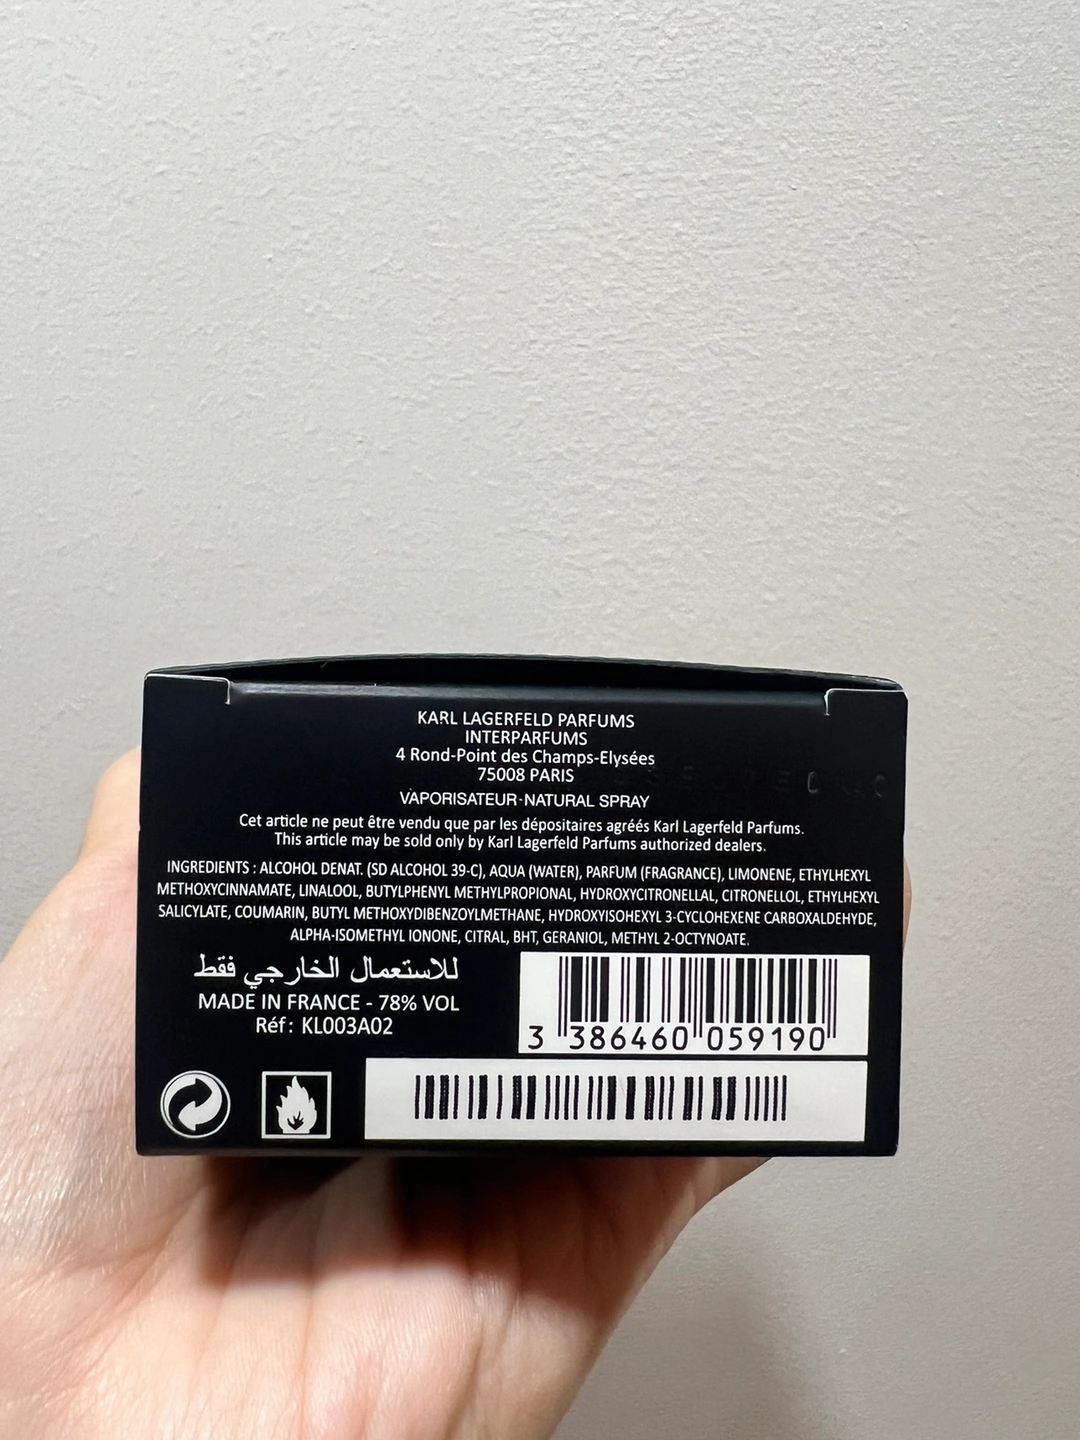 KARL LAGERFELD PARFUMS
INTERPARFUMS
4 Rond-Point des Champs-Elysées
75008 PARIS
VAPORISATEUR-NATURAL SPRAY
Cet article ne peut être vendu que par les dépositaires agréés Karl Lagerfeld Parfums.
This article may be sold only by Karl Lagerfeld Parfums authorized dealers.
INGREDIENTS : ALCOHOL DENAT. (SD ALCOHOL 39-C), AQUA (WATER), PARFUM (FRAGRANCE), LIMONENE, ETHYLHEXYL
METHOXYCINNAMATE, LINALOOL, BUTYLPHENYL METHYLPROPIONAL, HYDROXYCITRONELLAL, CITRONELLOL, ETHYLHEXYL
SALICYLATE, COUMARIN, BUTYL METHOXYDIBENZOYLMETHANE, HYDROXYISOHEXYL 3-CYCLOHEXENE CARBOXALDEHYDE,
ALPHA-ISOMETHYL IONONE, CITRAL, BHT, GERANIOL, METHYL 2-OCTYNOATE.
للاستعمال الخارجي فقط
MADE IN FRANCE - 78% VOL
Réf : KL003A02
3 386460 059190